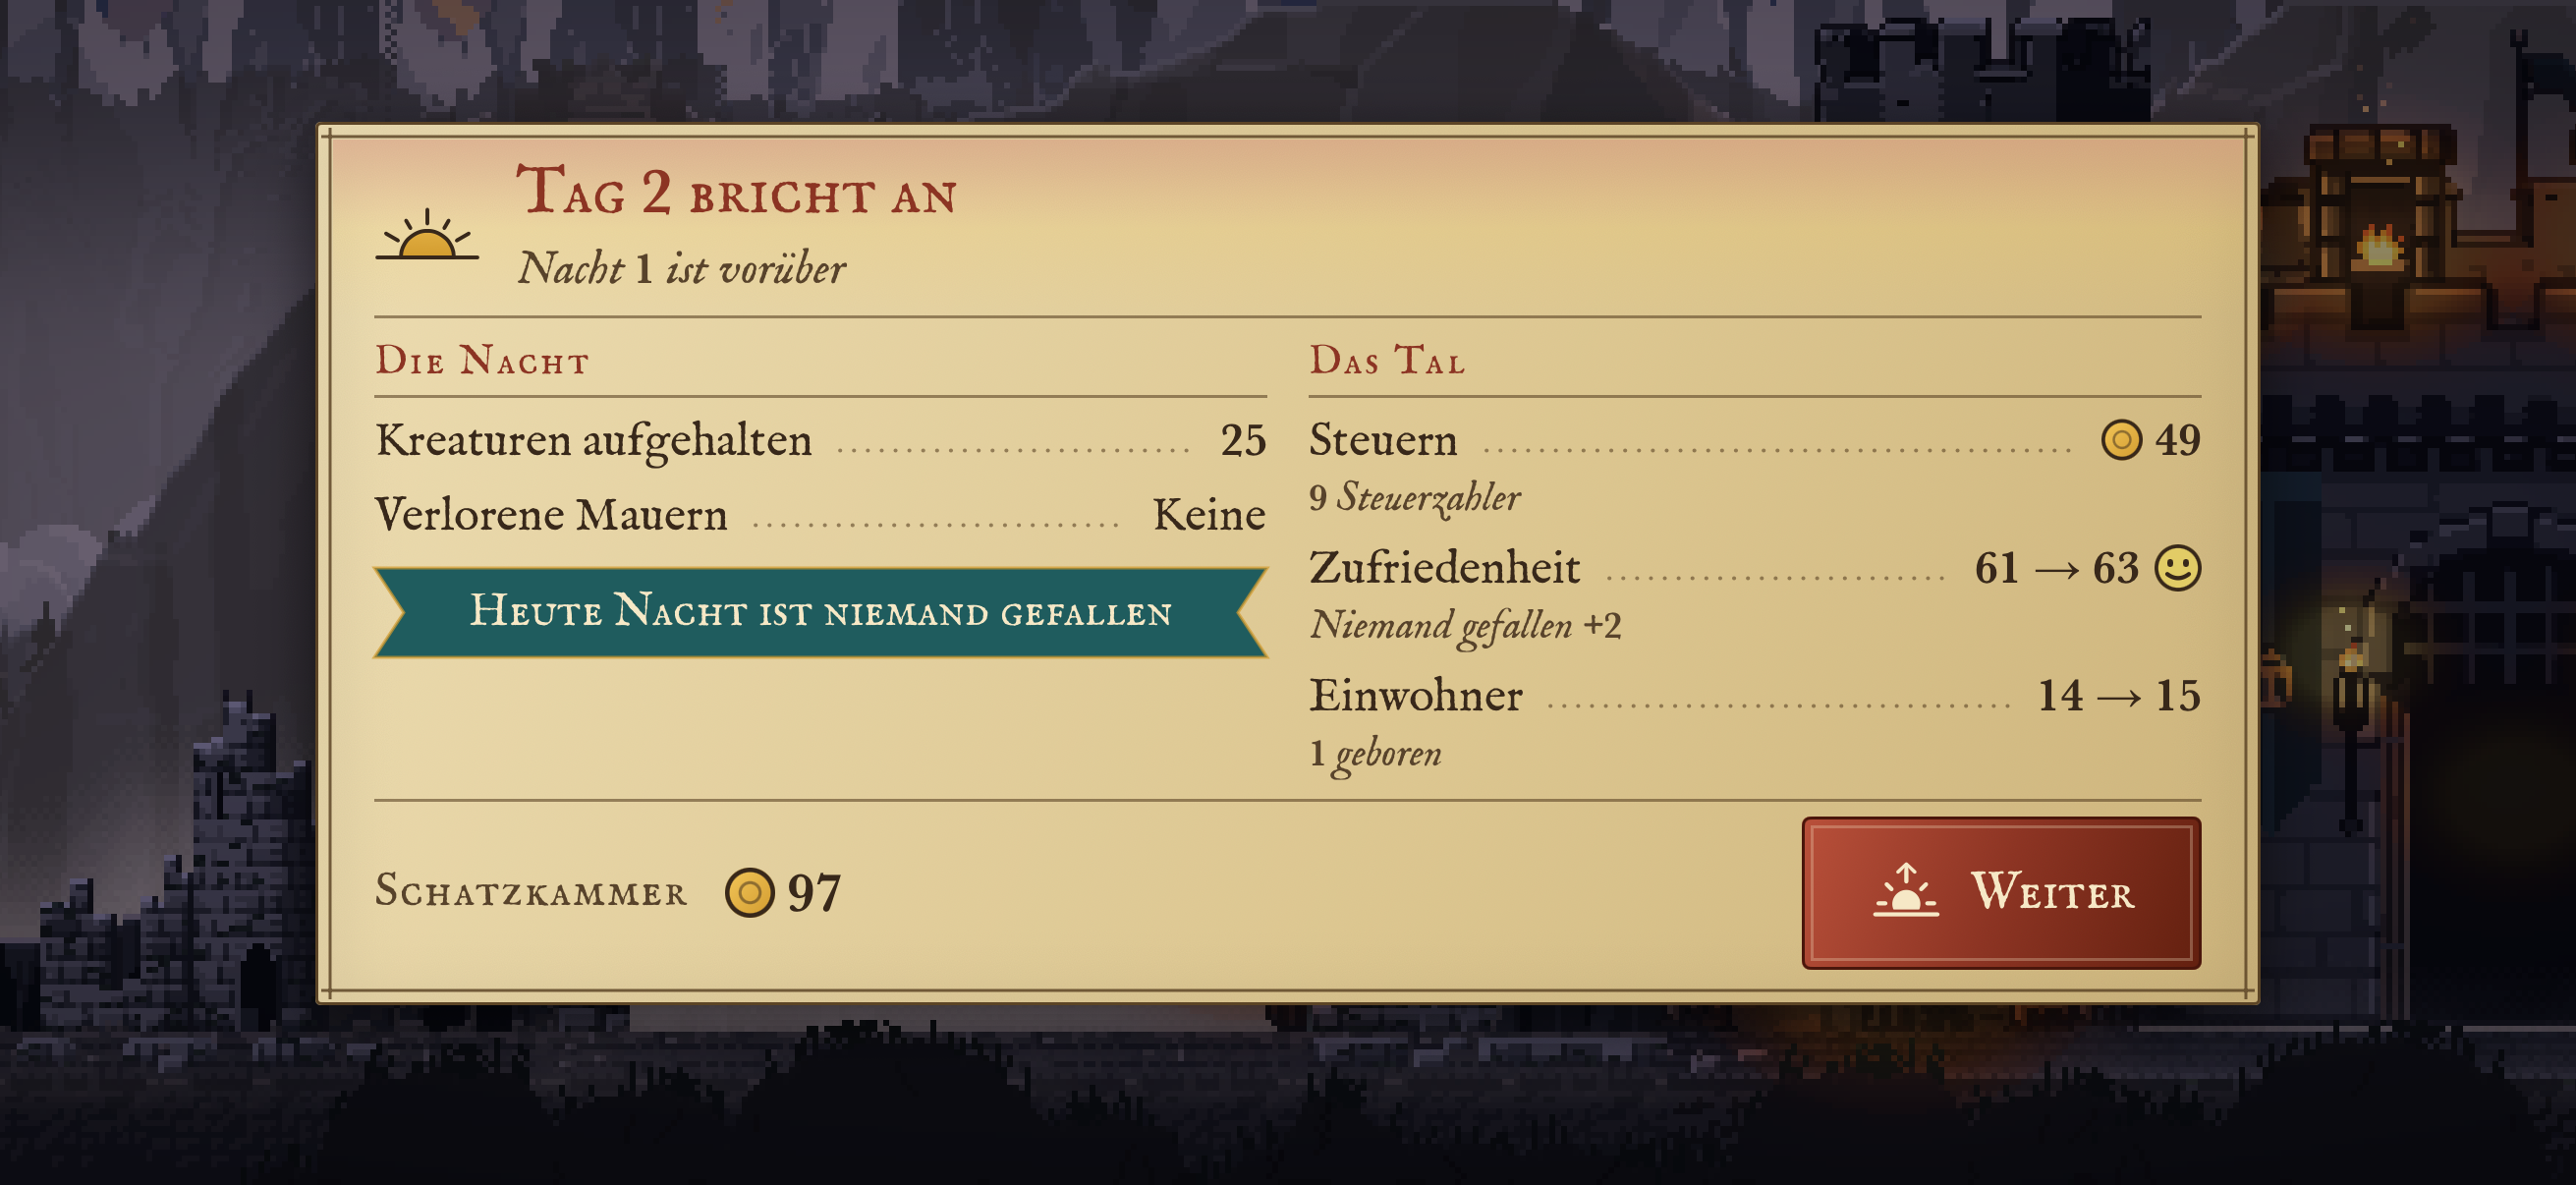 Tag 2 bricht an
Nacht 1 ist vorüber
Die Nacht
Kreaturen aufgehalten 25
Verlorene Mauern Keine
Heute Nacht ist niemand gefallen
Das Tal
Steuern 49
9 Steuerzahler
Zufriedenheit 61 → 63
Niemand gefallen +2
Einwohner 14 → 15
1 geboren
Schatzkammer 97
Weiter